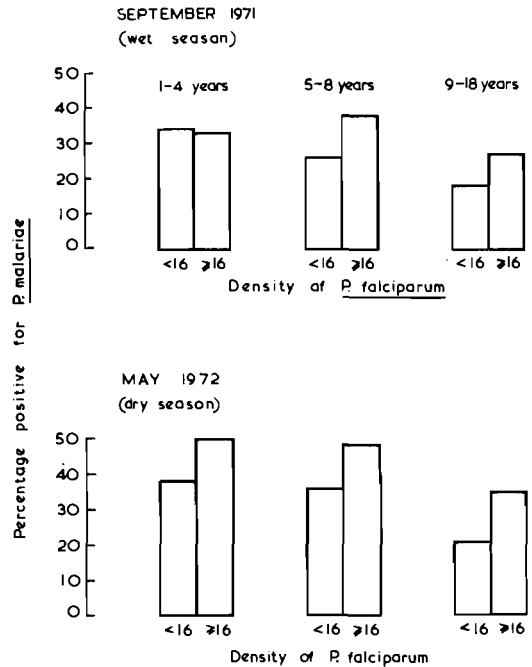 SEPTEMBER 1971
(wet seasan)
50
40
30
20
10
0
1-4 years
5-8 years
9-18 years
<16 ⩾16
<16 ⩾16
<16 ⩾16
Density af P. falciparum
Percentage positive for P. malariae
MAY 1972
(dry season)
50
40
30
20
10
0
<16 ⩾16
<16 ⩾16
<16 ⩾16
Density of P. falciparum